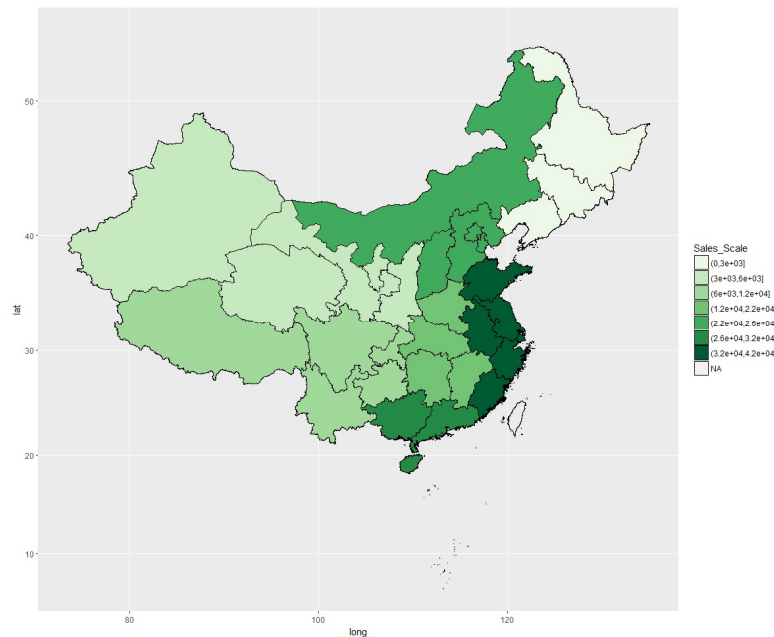 50
40
30
20
10
lat
80
100
120
long
Sales_Scale
(0,3e+03]
(3e+03,6e+03]
(6e+03,1.2e+04]
(1.2e+04,2.2e+04
(2.2e+04,2.6e+04
(2.6e+04,3.2e+04
(3.2e+04,4.2e+04
NA